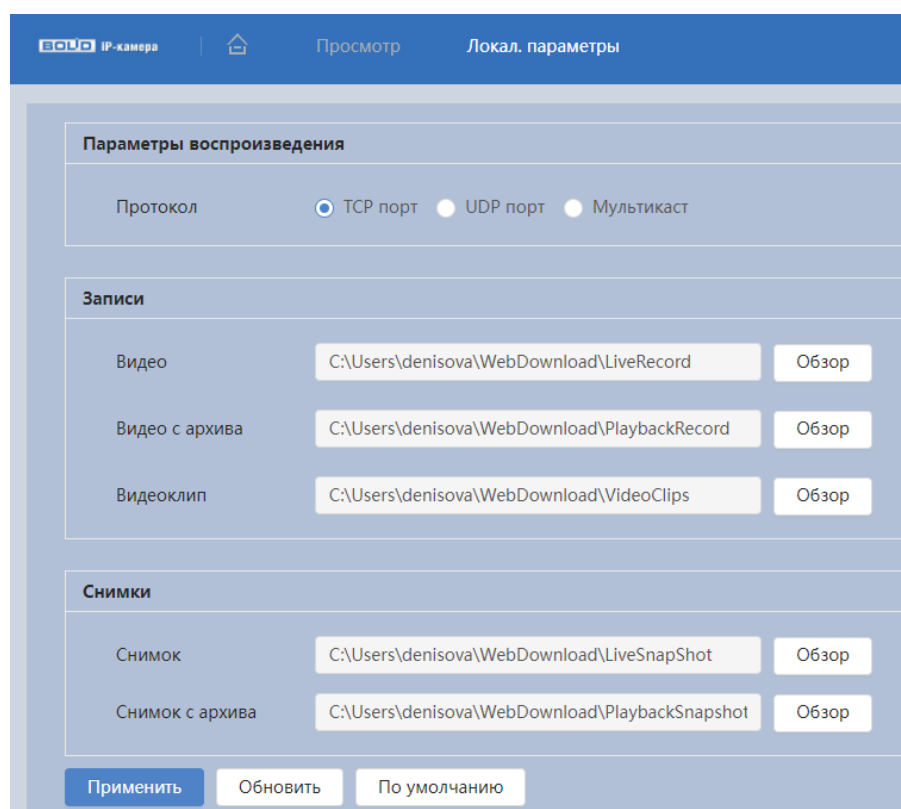 BOLID IP-камера Просмотр Локал. параметры
Параметры воспроизведения
Протокол TCP порт UDP порт Мультикаст
Записи
Видео C:\Users\denisova\WebDownload\LiveRecord Обзор
Видео с архива C:\Users\denisova\WebDownload\PlaybackRecord Обзор
Видеоклип C:\Users\denisova\WebDownload\VideoClips Обзор
Снимки
Снимок C:\Users\denisova\WebDownload\LiveSnapShot Обзор
Снимок с архива C:\Users\denisova\WebDownload\PlaybackSnapshot Обзор
Применить Обновить По умолчанию